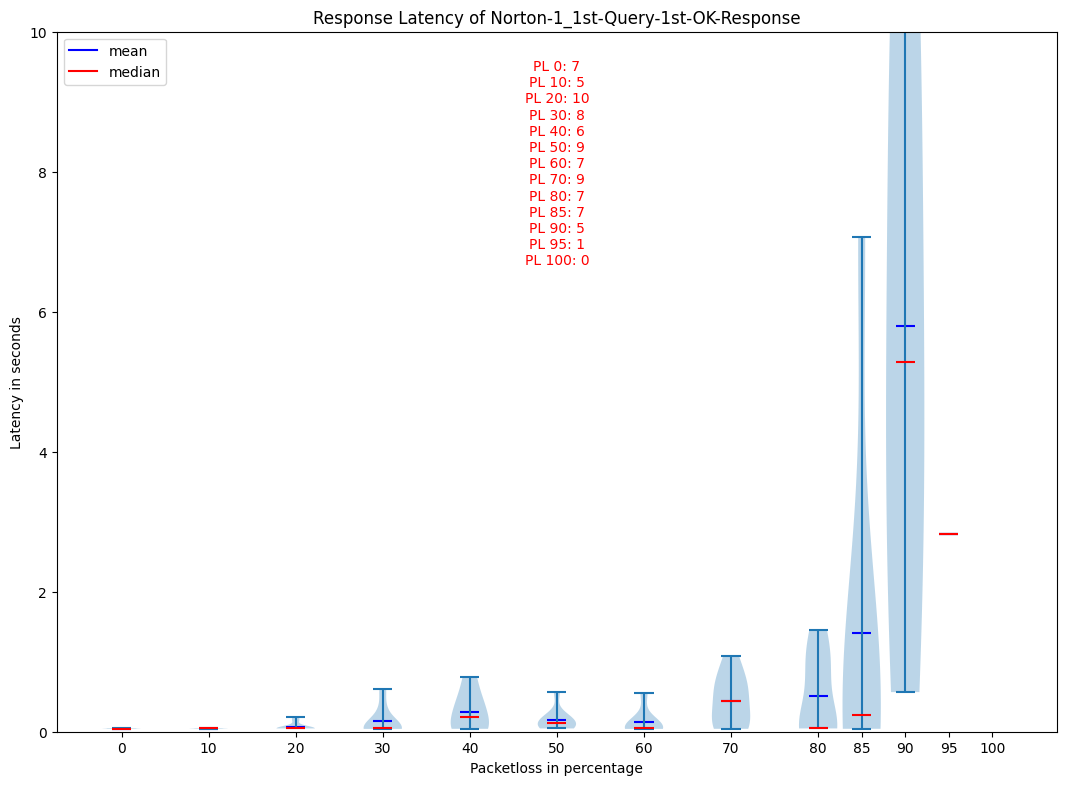 Response Latency of Norton-1_1st-Query-1st-OK-Response
mean
median
PL 0: 7
PL 10: 5
PL 20: 10
PL 30: 8
PL 40: 6
PL 50: 9
PL 60: 7
PL 70: 9
PL 80: 7
PL 85: 7
PL 90: 5
PL 95: 1
PL 100: 0
Latency in seconds
10
8
6
4
2
0
0 10 20 30 40 50 60 70 80 85 90 95 100
Packetloss in percentage